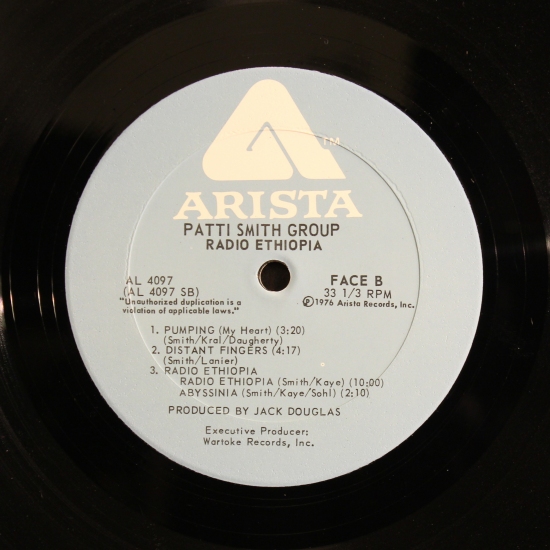 TM
ARISTA
PATTI SMITH GROUP
RADIO ETHIOPIA
AL 4097
(AL 4097 SB)
"Unauthorized duplication is a
violation of applicable laws."
FACE B
33 1/3 RPM
℗1976 Arista Records, Inc.
1. PUMPING (My Heart) (3:20)
(Smith/Kral/Daugherty)
2. DISTANT FINGERS (4:17)
(Smith/Lanier)
3. RADIO ETHIOPIA
RADIO ETHIOPIA (Smith/Kaye) (10:00)
ABYSSINIA (Smith/Kaye/Sohl) (2:10)
PRODUCED BY JACK DOUGLAS
Executive Producer:
Wartoke Records, Inc.